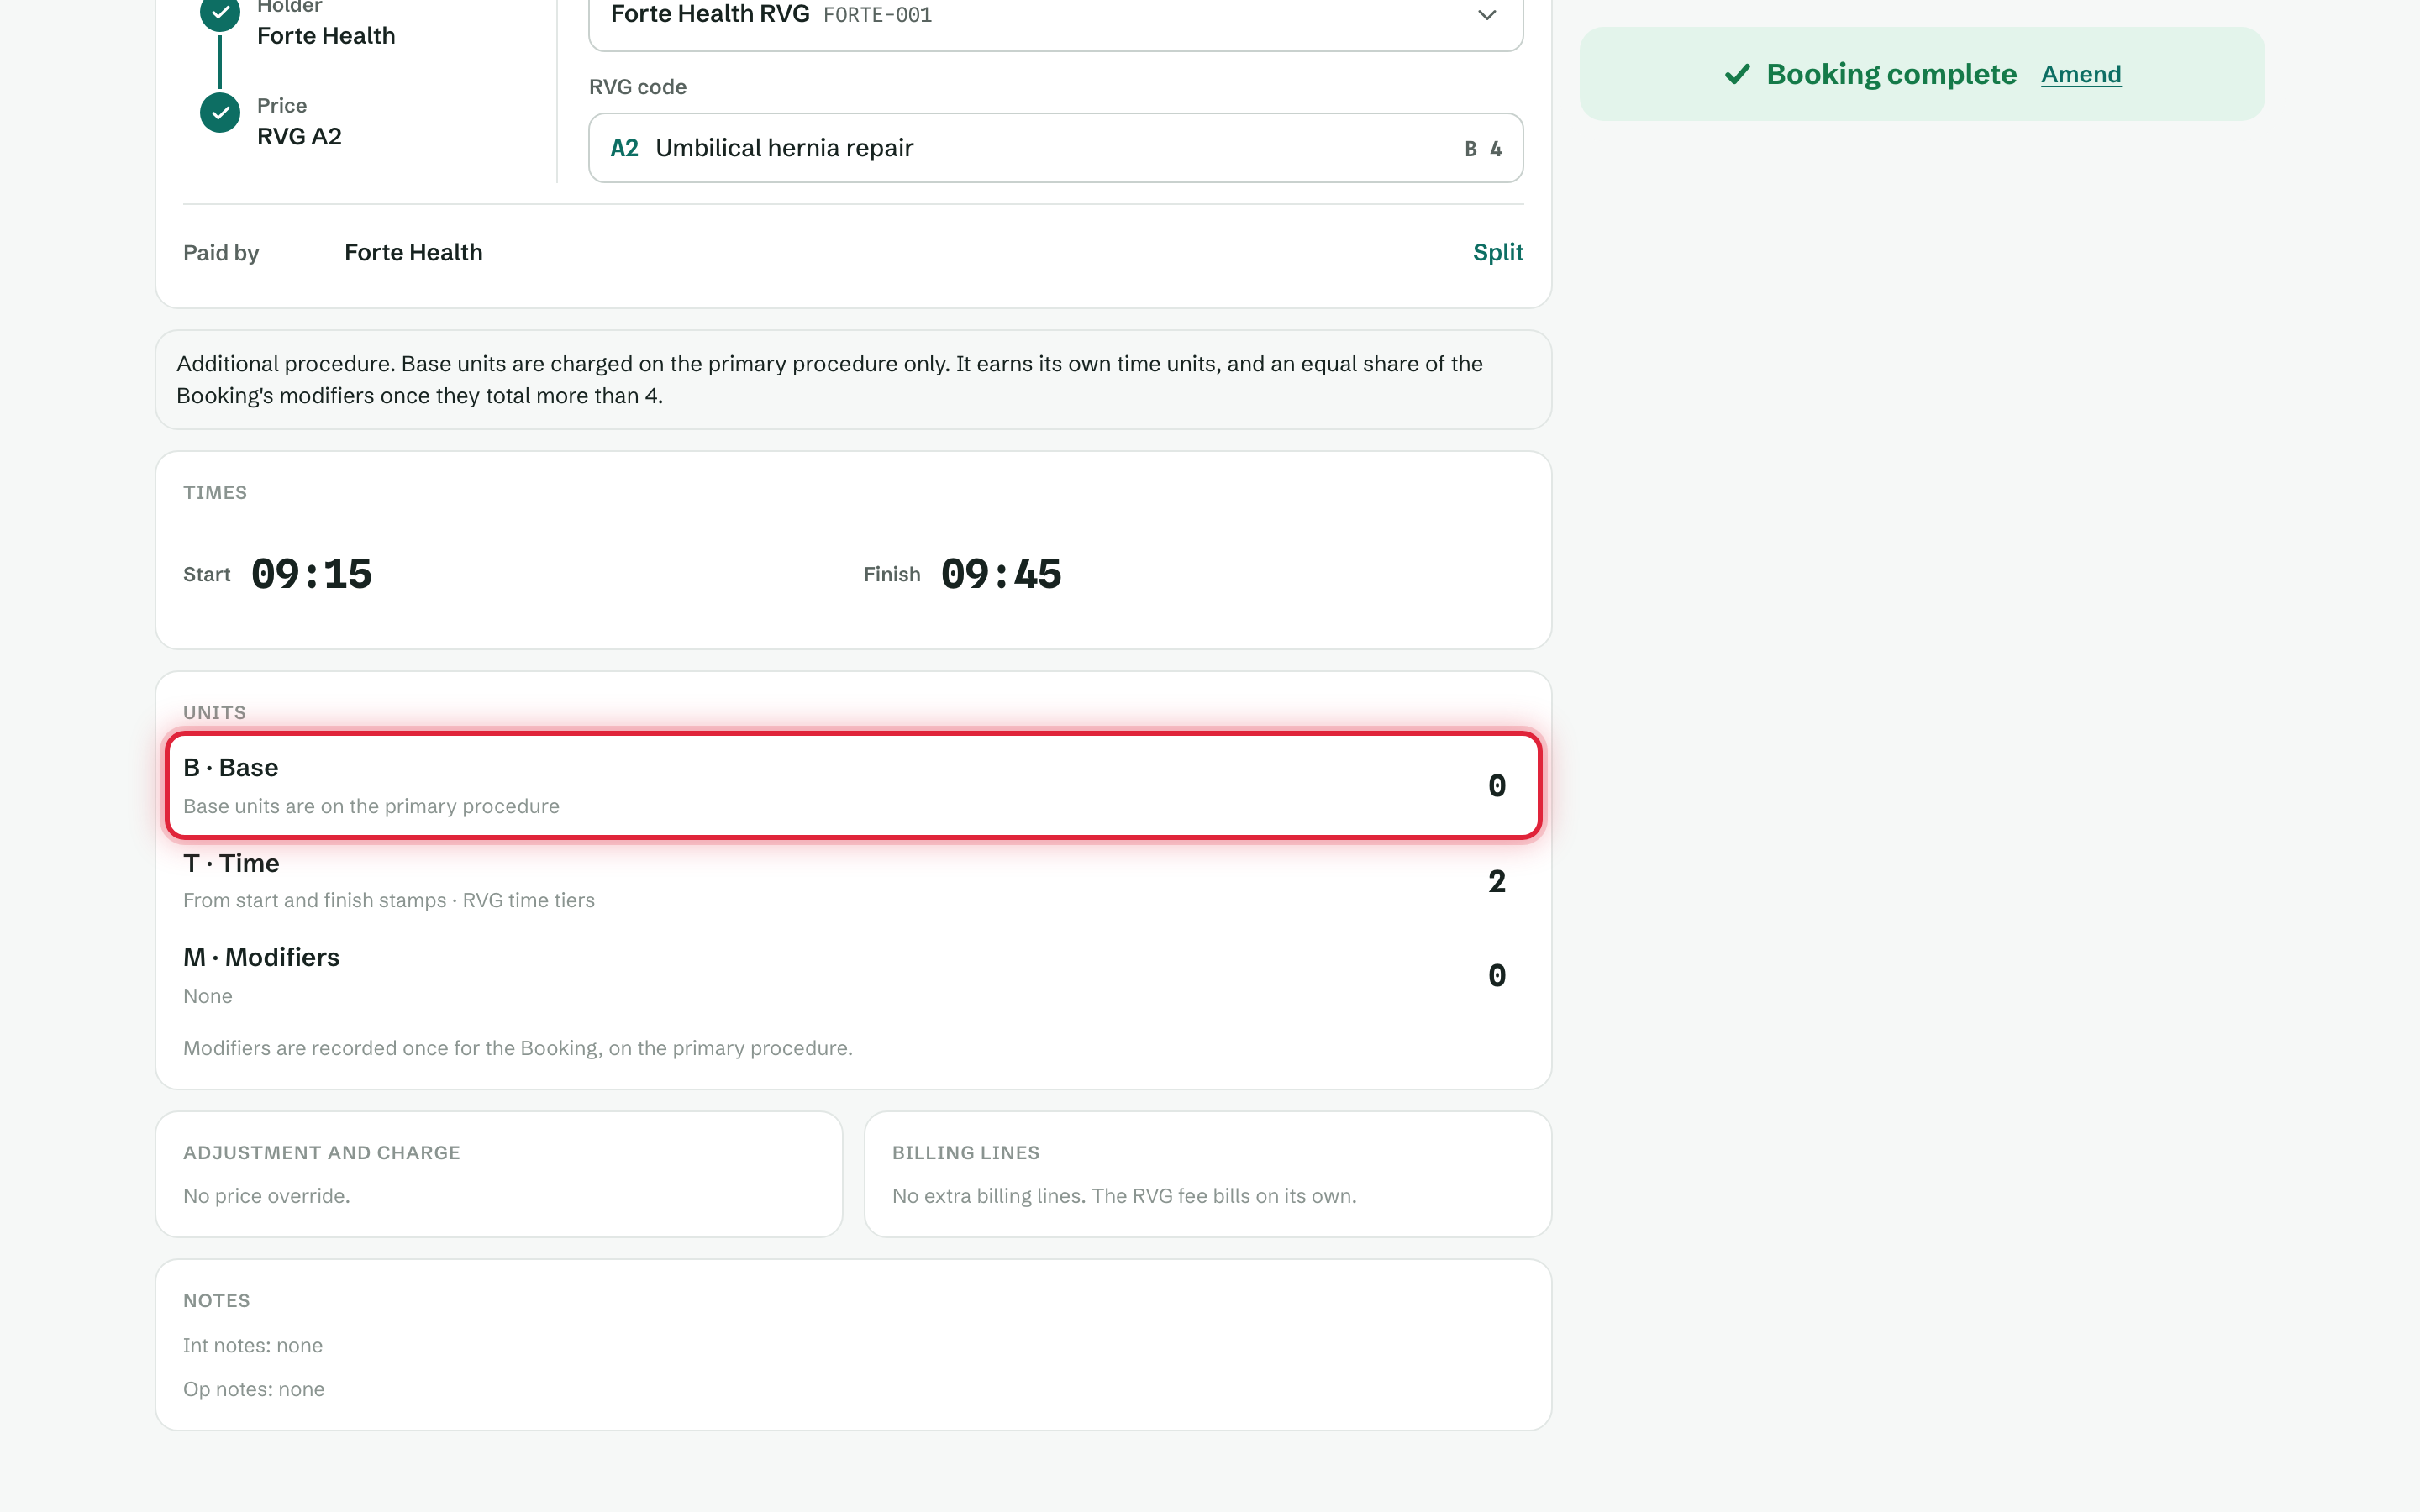 Holder
Forte Health
Price
RVG A2
Forte Health RVG FORTE-001
RVG code
A2 Umbilical hernia repair B 4
Paid by Forte Health Split
Booking complete Amend
Additional procedure. Base units are charged on the primary procedure only. It earns its own time units, and an equal share of the
Booking's modifiers once they total more than 4.
TIMES
Start 09:15 Finish 09:45
UNITS
B · Base
Base units are on the primary procedure
0
T · Time
From start and finish stamps · RVG time tiers
2
M · Modifiers
None
0
Modifiers are recorded once for the Booking, on the primary procedure.
ADJUSTMENT AND CHARGE
No price override.
BILLING LINES
No extra billing lines. The RVG fee bills on its own.
NOTES
Int notes: none
Op notes: none